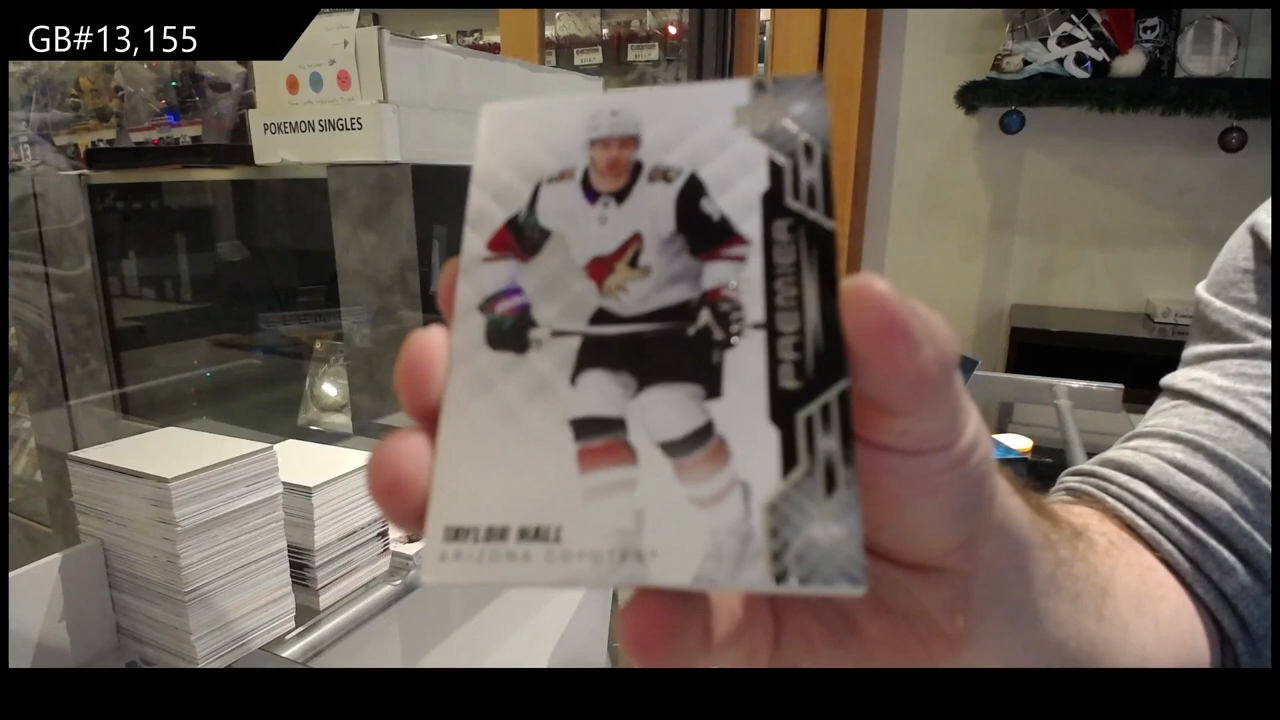 GB#13,155
POKEMON SINGLES
PREMIER
TAYLOR HALL
ARIZONA COYOTES